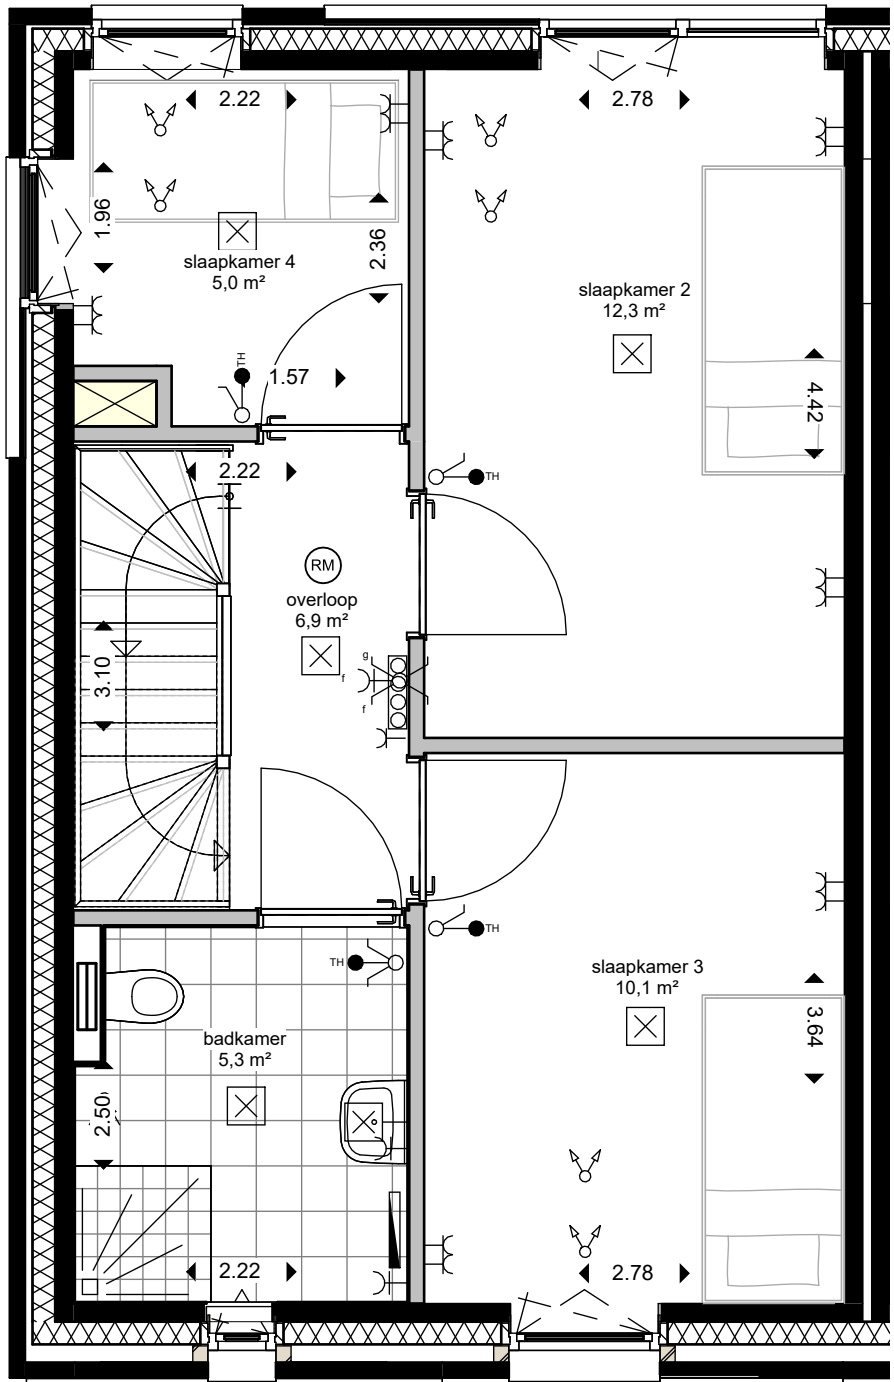 2.22
2.78
1.96
2.36
slaapkamer 4
5,0 m²
slaapkamer 2
12,3 m²
TH
1.57
4.42
2.22
TH
RM
overloop
6,9 m²
g
f
f
3.10
TH
TH
slaapkamer 3
10,1 m²
badkamer
5,3 m²
3.64
2.50
2.22
2.78